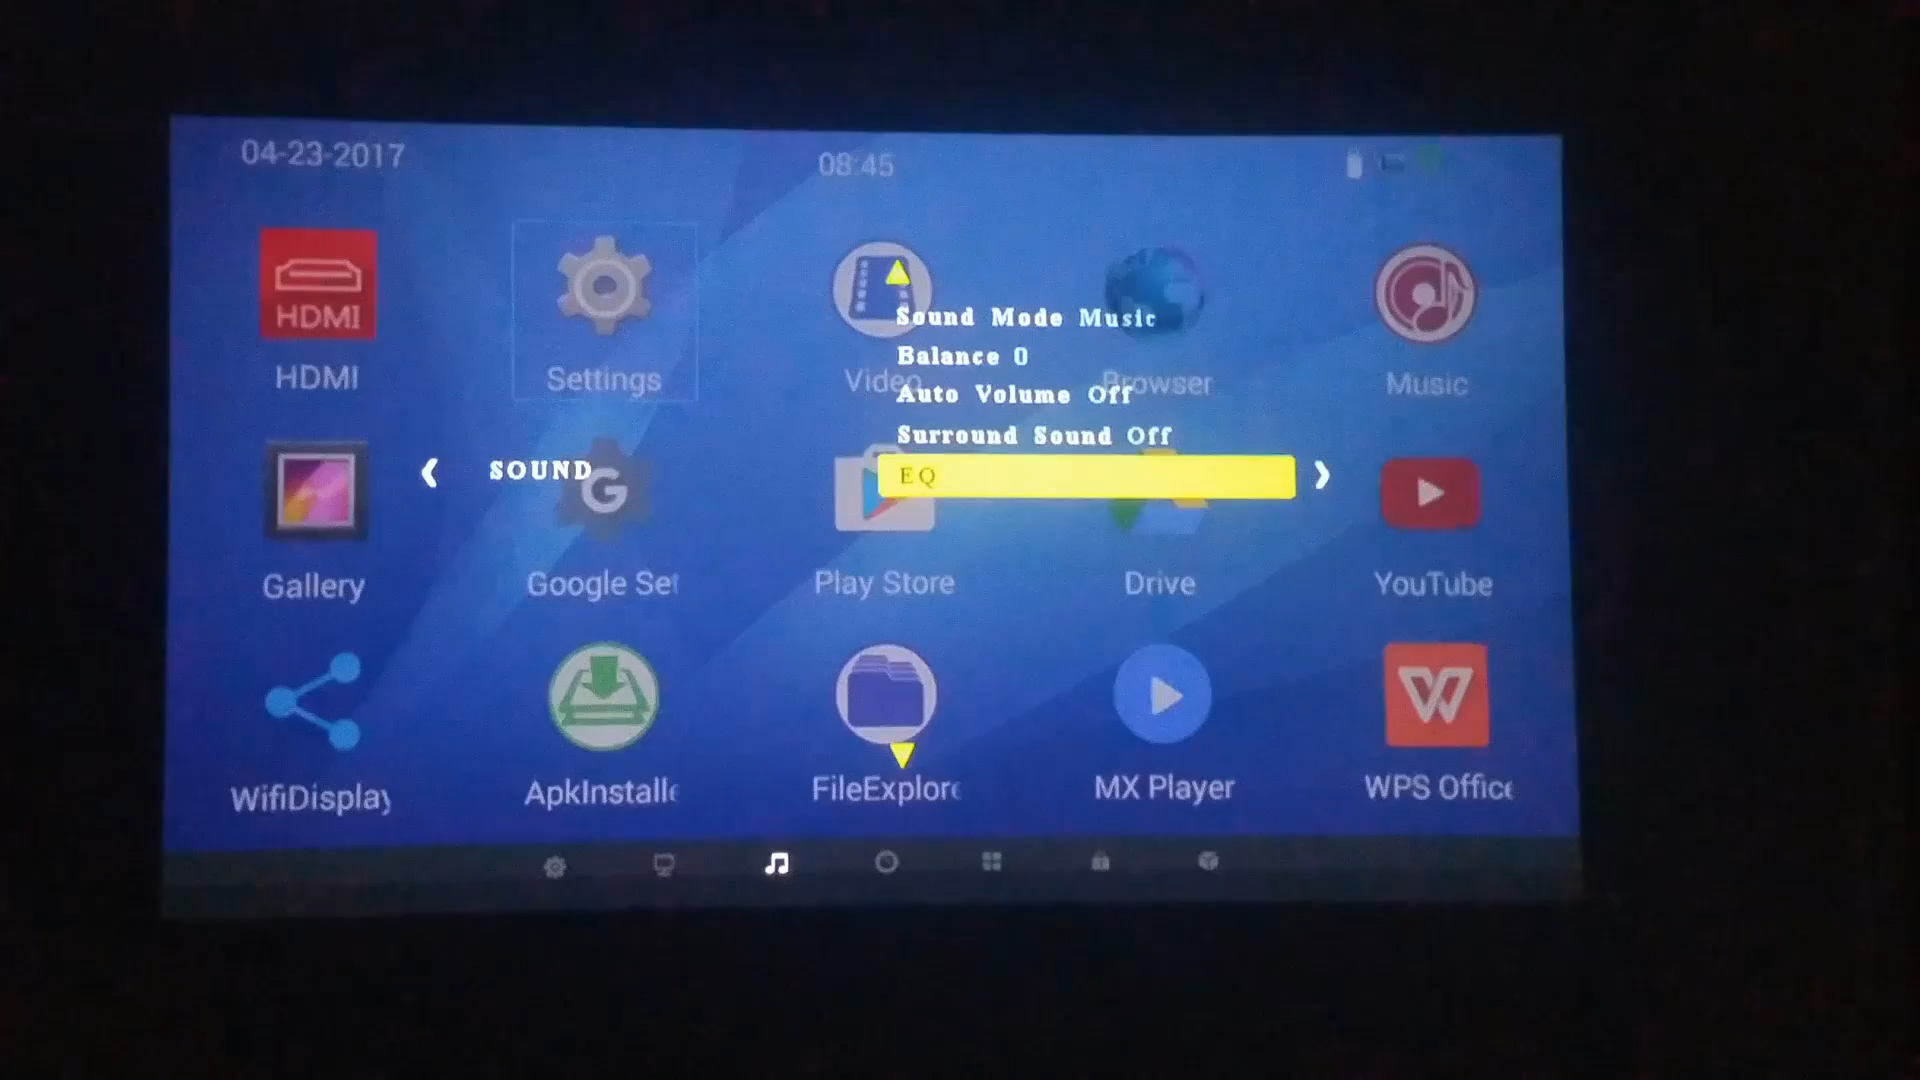 04-23-2017
08:45
HDMI
HDMI
Settings
Video
Browser
Music
Sound Mode Music
Balance 0
Auto Volume Off
Surround Sound Off
EQ
SOUND
G
Gallery
Google Set
Play Store
Drive
YouTube
W
WifiDisplay
ApkInstalle
FileExplore
MX Player
WPS Office